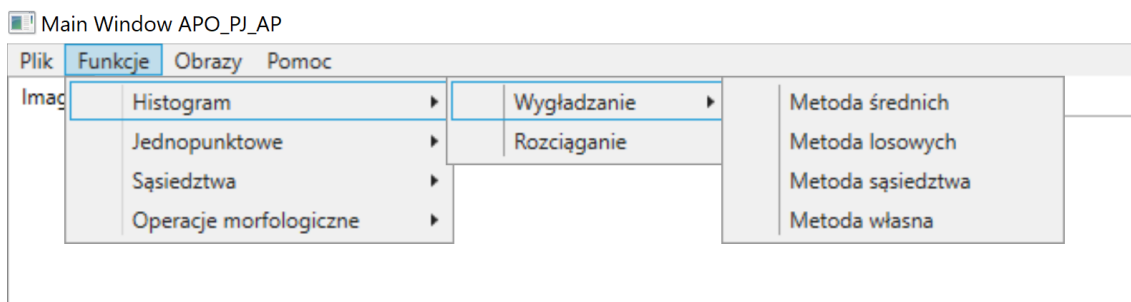 Main Window APO_PJ_AP
Plik Funkcje Obrazy Pomoc
Imag
Histogram
Jednopunktowe
Sąsiedztwa
Operacje morfologiczne
Wygładzanie
Rozciąganie
Metoda średnich
Metoda losowych
Metoda sąsiedztwa
Metoda własna